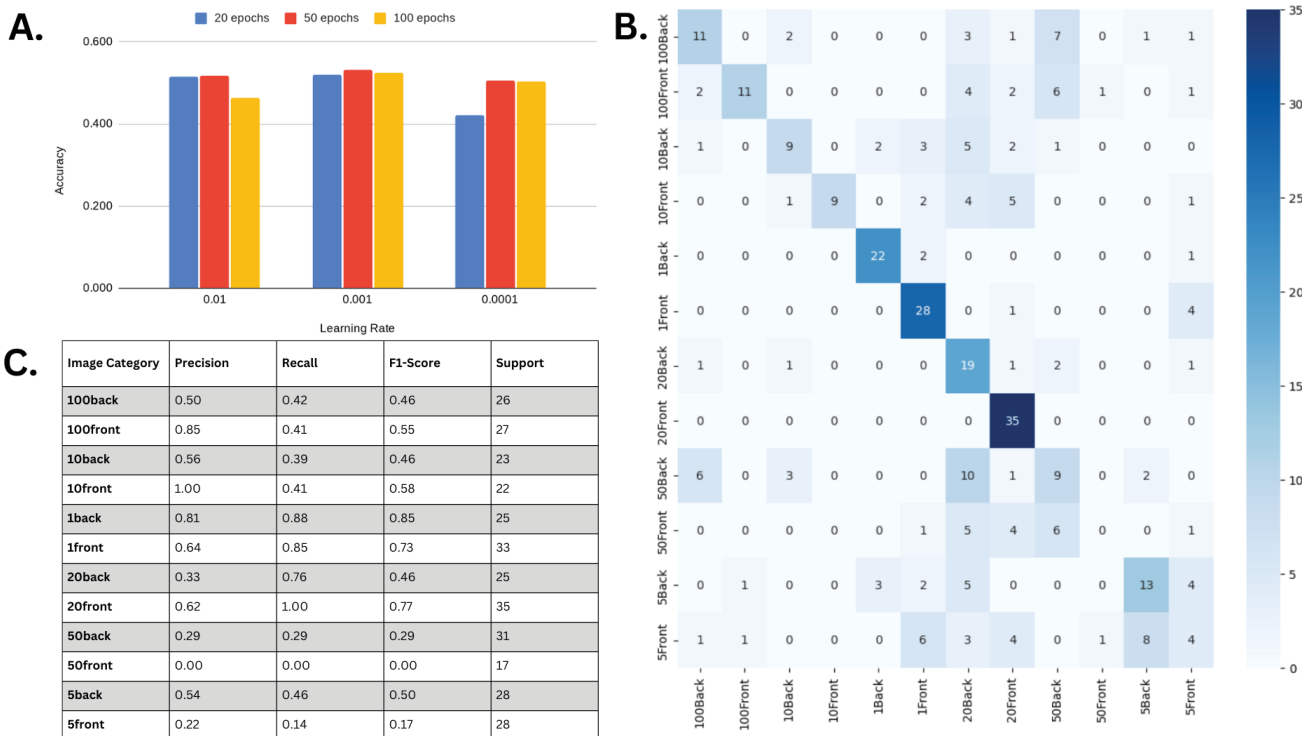 A.
20 epochs 50 epochs 100 epochs
0.600
0.400
0.200
0.000
Accuracy
0.01 0.001 0.0001
Learning Rate
B.
100Back 11 0 2 0 0 0 3 1 7 0 1 1
100Front 2 11 0 0 0 0 4 2 6 1 0 1
10Back 1 0 9 0 2 3 5 2 1 0 0 0
10Front 0 0 1 9 0 2 4 5 0 0 0 1
1Back 0 0 0 0 22 2 0 0 0 0 0 1
1Front 0 0 0 0 0 28 0 1 0 0 0 4
20Back 1 0 1 0 0 0 19 1 2 0 0 1
20Front 0 0 0 0 0 0 0 35 0 0 0 0
50Back 6 0 3 0 0 0 10 1 9 0 2 0
50Front 0 0 0 0 0 1 5 4 6 0 0 1
5Back 0 1 0 0 3 2 5 0 0 0 13 4
5Front 1 1 0 0 0 6 3 4 0 1 8 4
100Back 100Front 10Back 10Front 1Back 1Front 20Back 20Front 50Back 50Front 5Back 5Front
35
30
25
20
15
10
5
0
C.
Image Category Precision Recall F1-Score Support
100back 0.50 0.42 0.46 26
100front 0.85 0.41 0.55 27
10back 0.56 0.39 0.46 23
10front 1.00 0.41 0.58 22
1back 0.81 0.88 0.85 25
1front 0.64 0.85 0.73 33
20back 0.33 0.76 0.46 25
20front 0.62 1.00 0.77 35
50back 0.29 0.29 0.29 31
50front 0.00 0.00 0.00 17
5back 0.54 0.46 0.50 28
5front 0.22 0.14 0.17 28